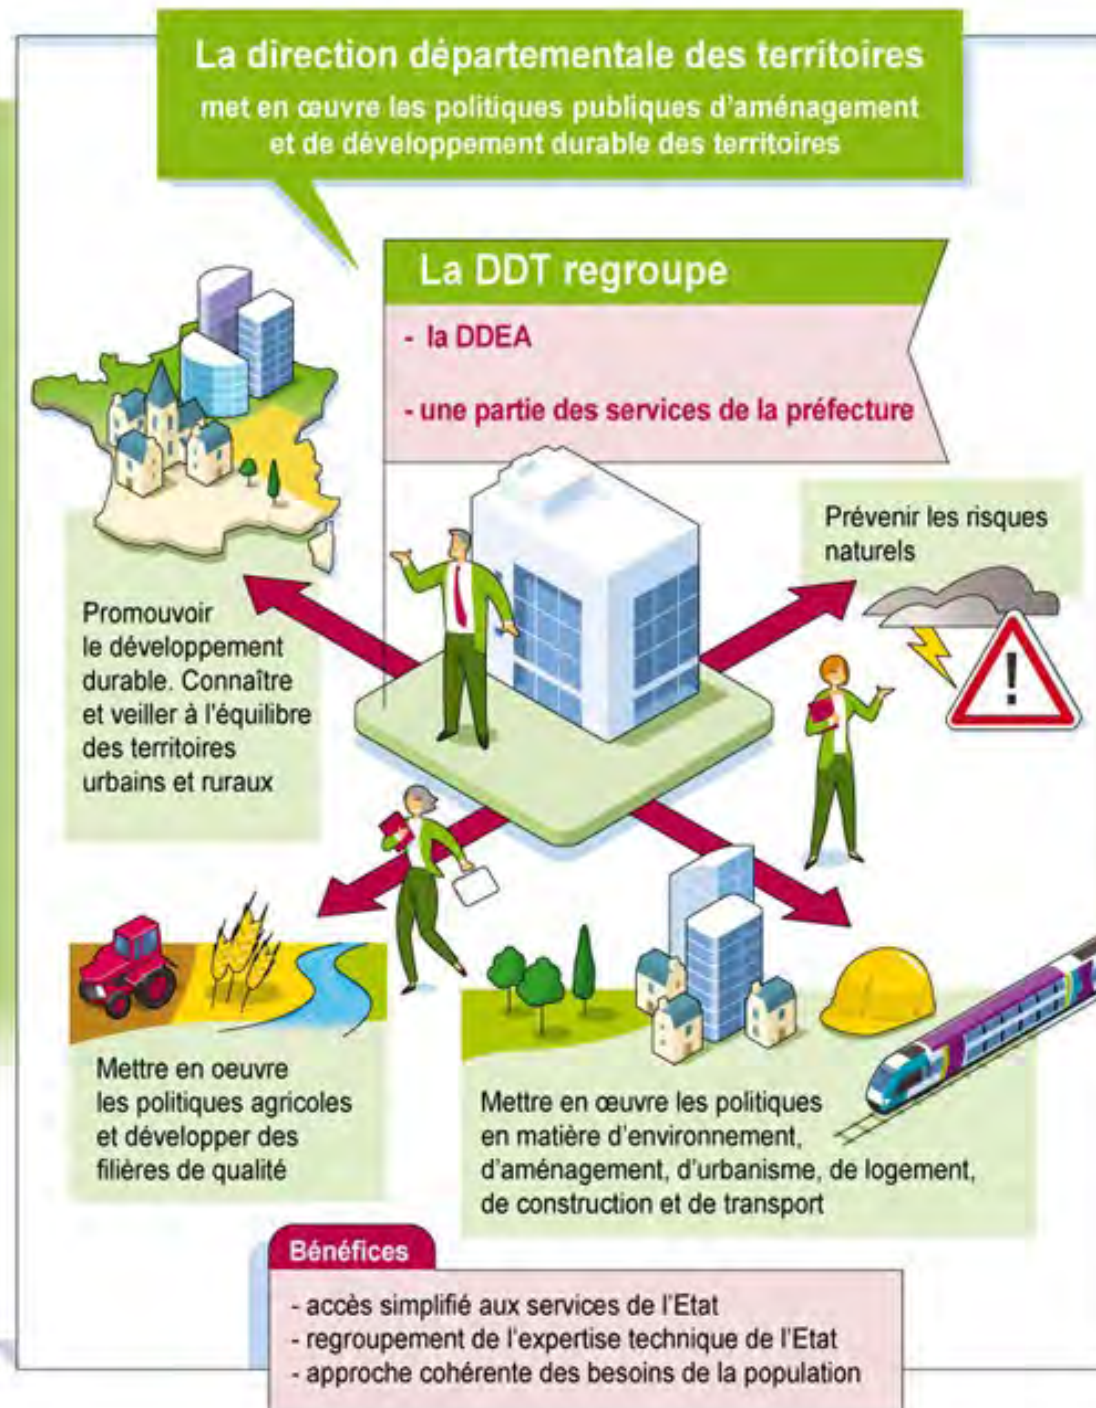 La direction départementale des territoires
met en œuvre les politiques publiques d'aménagement
et de développement durable des territoires
La DDT regroupe
- la DDEA
- une partie des services de la préfecture
Prévenir les risques
naturels
Promouvoir
le développement
durable. Connaître
et veiller à l'équilibre
des territoires
urbains et ruraux
Mettre en oeuvre
les politiques agricoles
et développer des
filières de qualité
Mettre en œuvre les politiques
en matière d'environnement,
d'aménagement, d'urbanisme, de logement,
de construction et de transport
Bénéfices
- accès simplifié aux services de l'Etat
- regroupement de l'expertise technique de l'Etat
- approche cohérente des besoins de la population